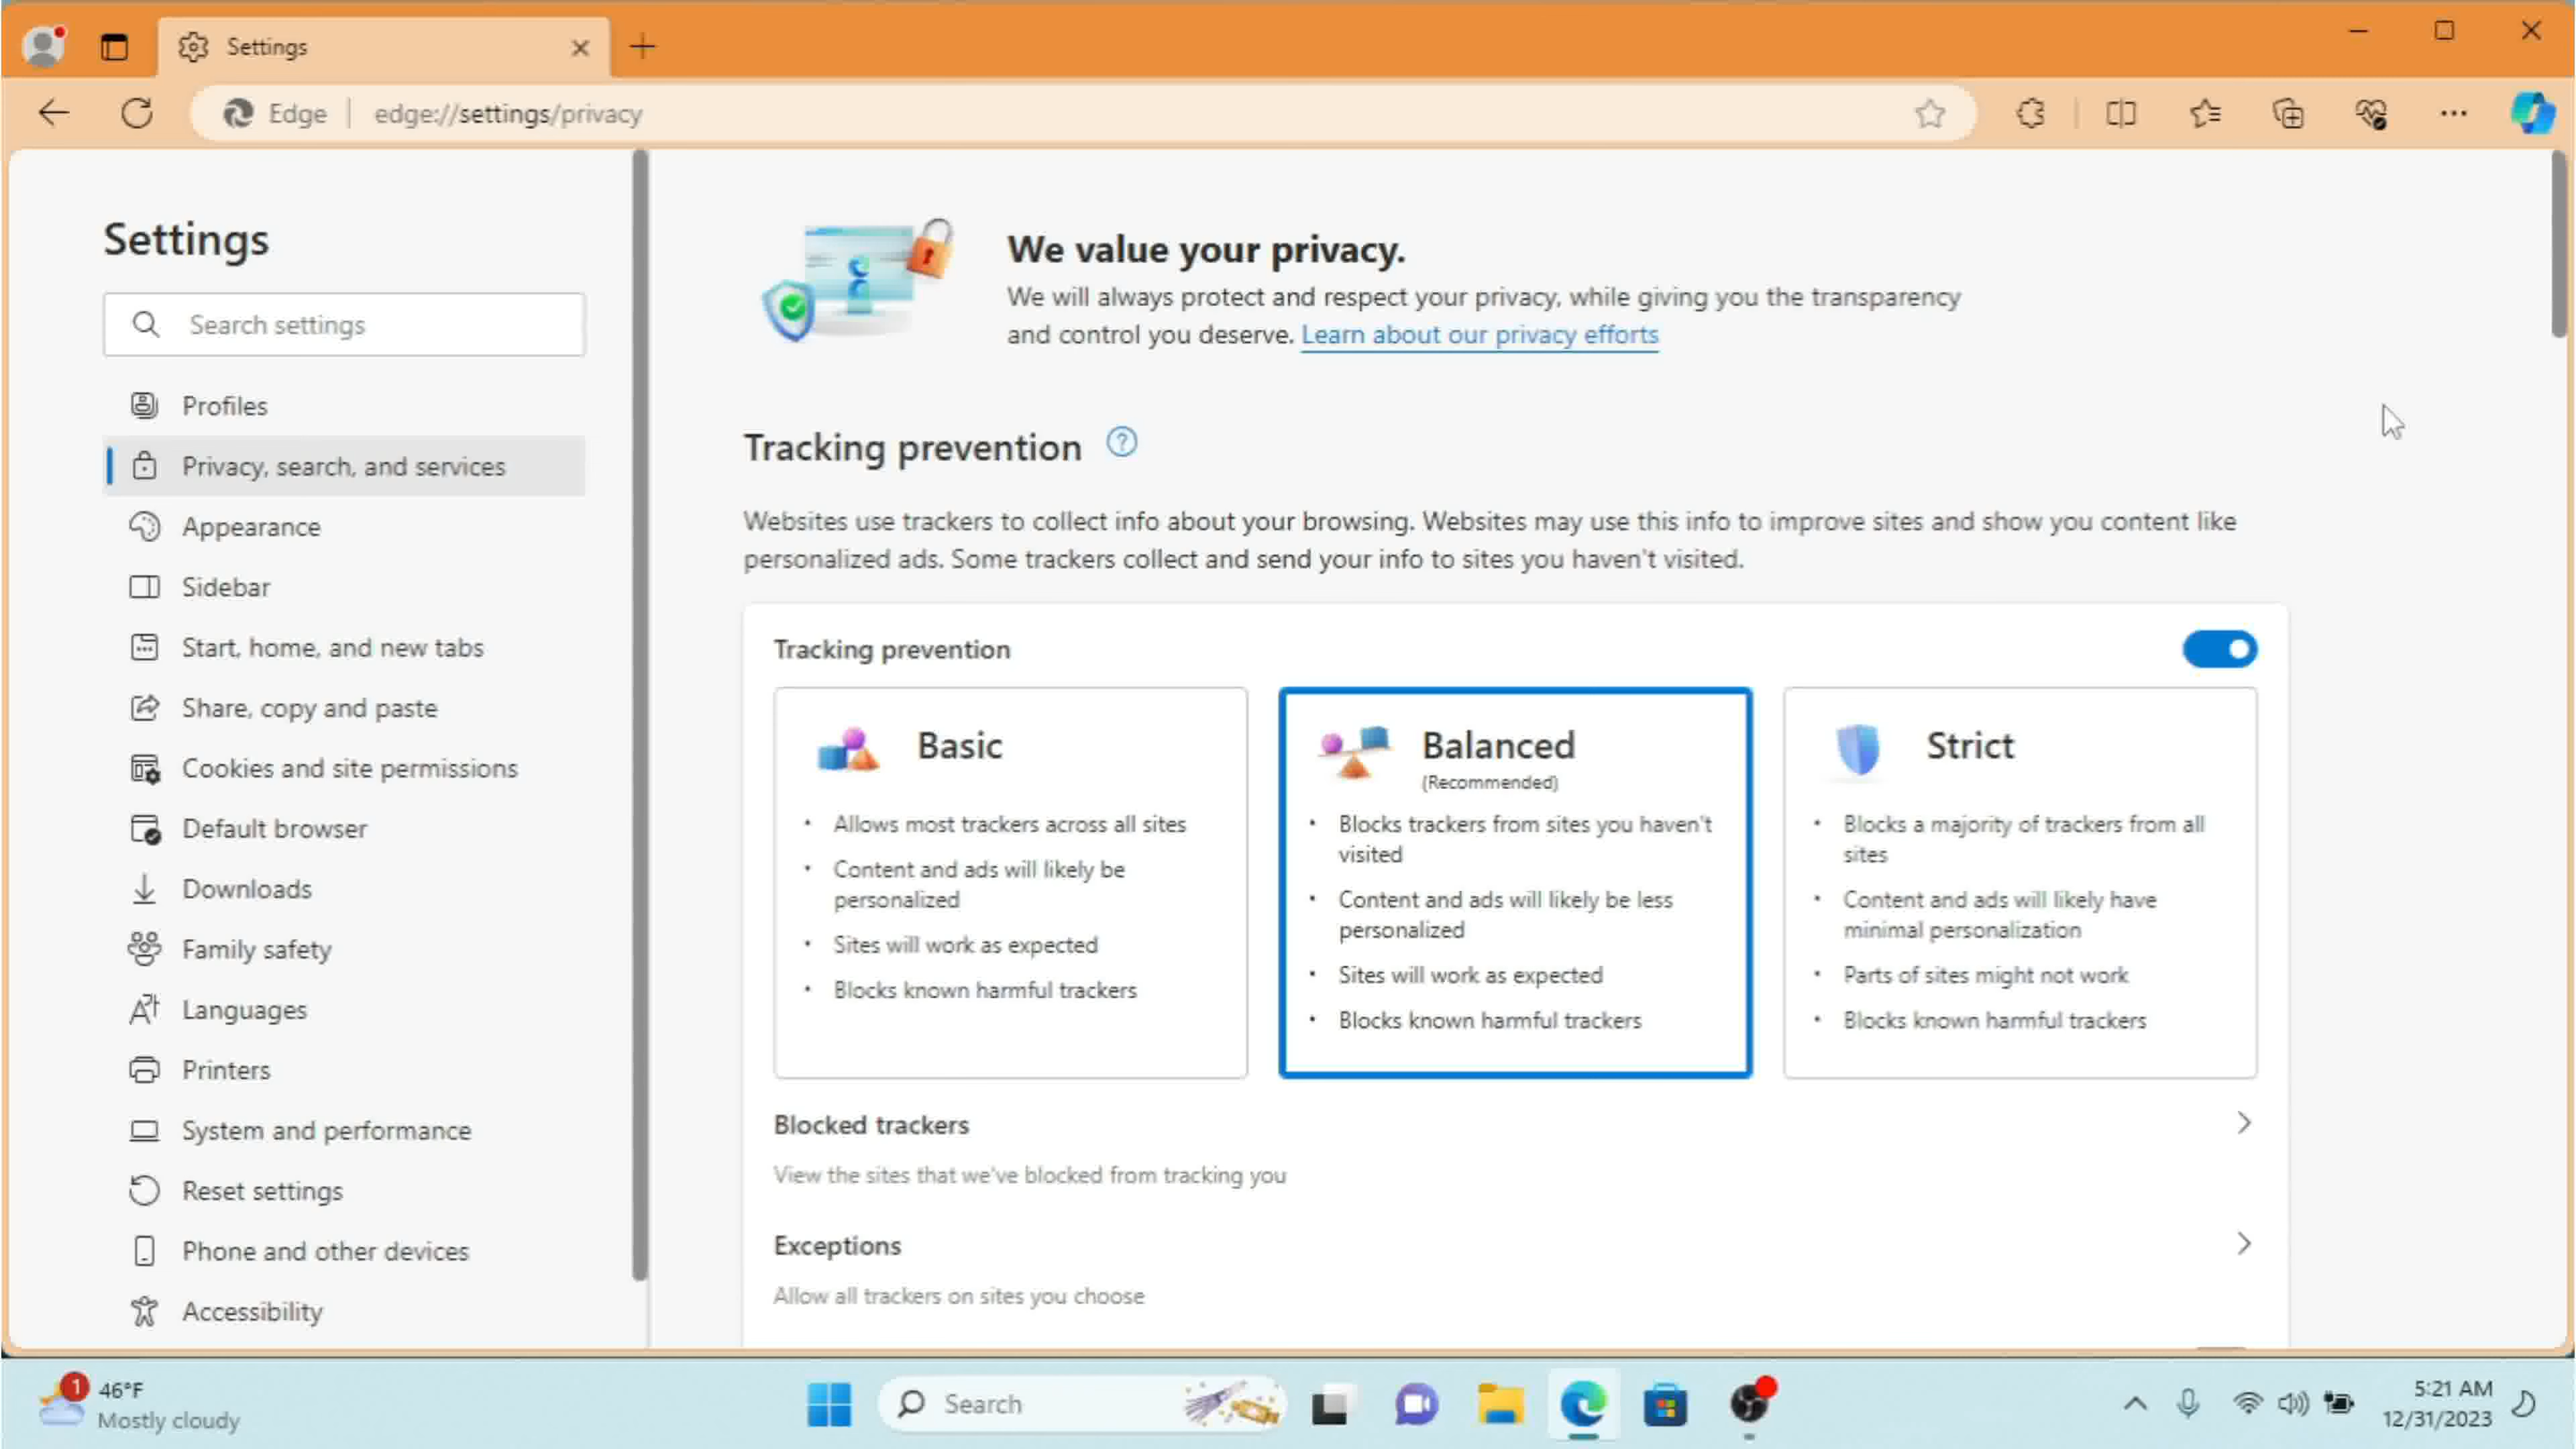 Settings
Edge
edge://settings/privacy
Settings
Search settings
Profiles
Privacy, search, and services
Appearance
Sidebar
Start, home, and new tabs
Share, copy and paste
Cookies and site permissions
Default browser
Downloads
Family safety
Languages
Printers
System and performance
Reset settings
Phone and other devices
Accessibility
We value your privacy.
We will always protect and respect your privacy, while giving you the transparency
and control you deserve. Learn about our privacy efforts
Tracking prevention
Websites use trackers to collect info about your browsing. Websites may use this info to improve sites and show you content like
personalized ads. Some trackers collect and send your info to sites you haven't visited.
Tracking prevention
Basic
• Allows most trackers across all sites
• Content and ads will likely be
personalized
• Sites will work as expected
• Blocks known harmful trackers
Balanced
(Recommended)
• Blocks trackers from sites you haven't
visited
• Content and ads will likely be less
personalized
• Sites will work as expected
• Blocks known harmful trackers
Strict
• Blocks a majority of trackers from all
sites
• Content and ads will likely have
minimal personalization
• Parts of sites might not work
• Blocks known harmful trackers
Blocked trackers
View the sites that we've blocked from tracking you
Exceptions
Allow all trackers on sites you choose
1
46°F
Mostly cloudy
Search
5:21 AM
12/31/2023